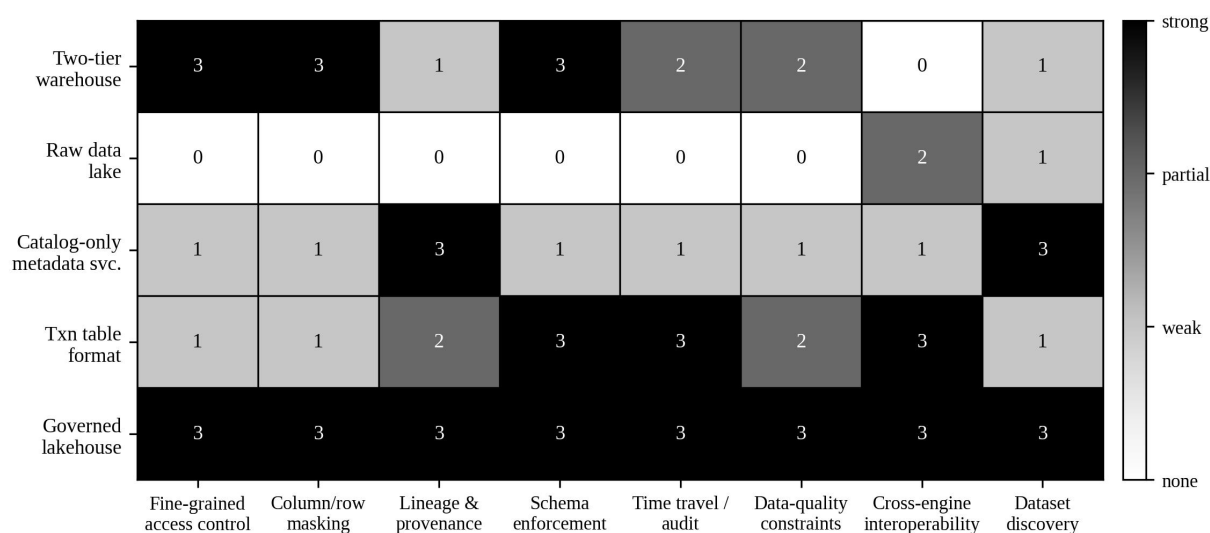 Two-tier
warehouse
3 3 1 3 2 2 0 1
Raw data
lake
0 0 0 0 0 0 2 1
Catalog-only
metadata svc.
1 1 3 1 1 1 1 3
Txn table
format
1 1 2 3 3 2 3 1
Governed
lakehouse
3 3 3 3 3 3 3 3
Fine-grained
access control
Column/row
masking
Lineage &
provenance
Schema
enforcement
Time travel /
audit
Data-quality
constraints
Cross-engine
interoperability
Dataset
discovery
strong
partial
weak
none